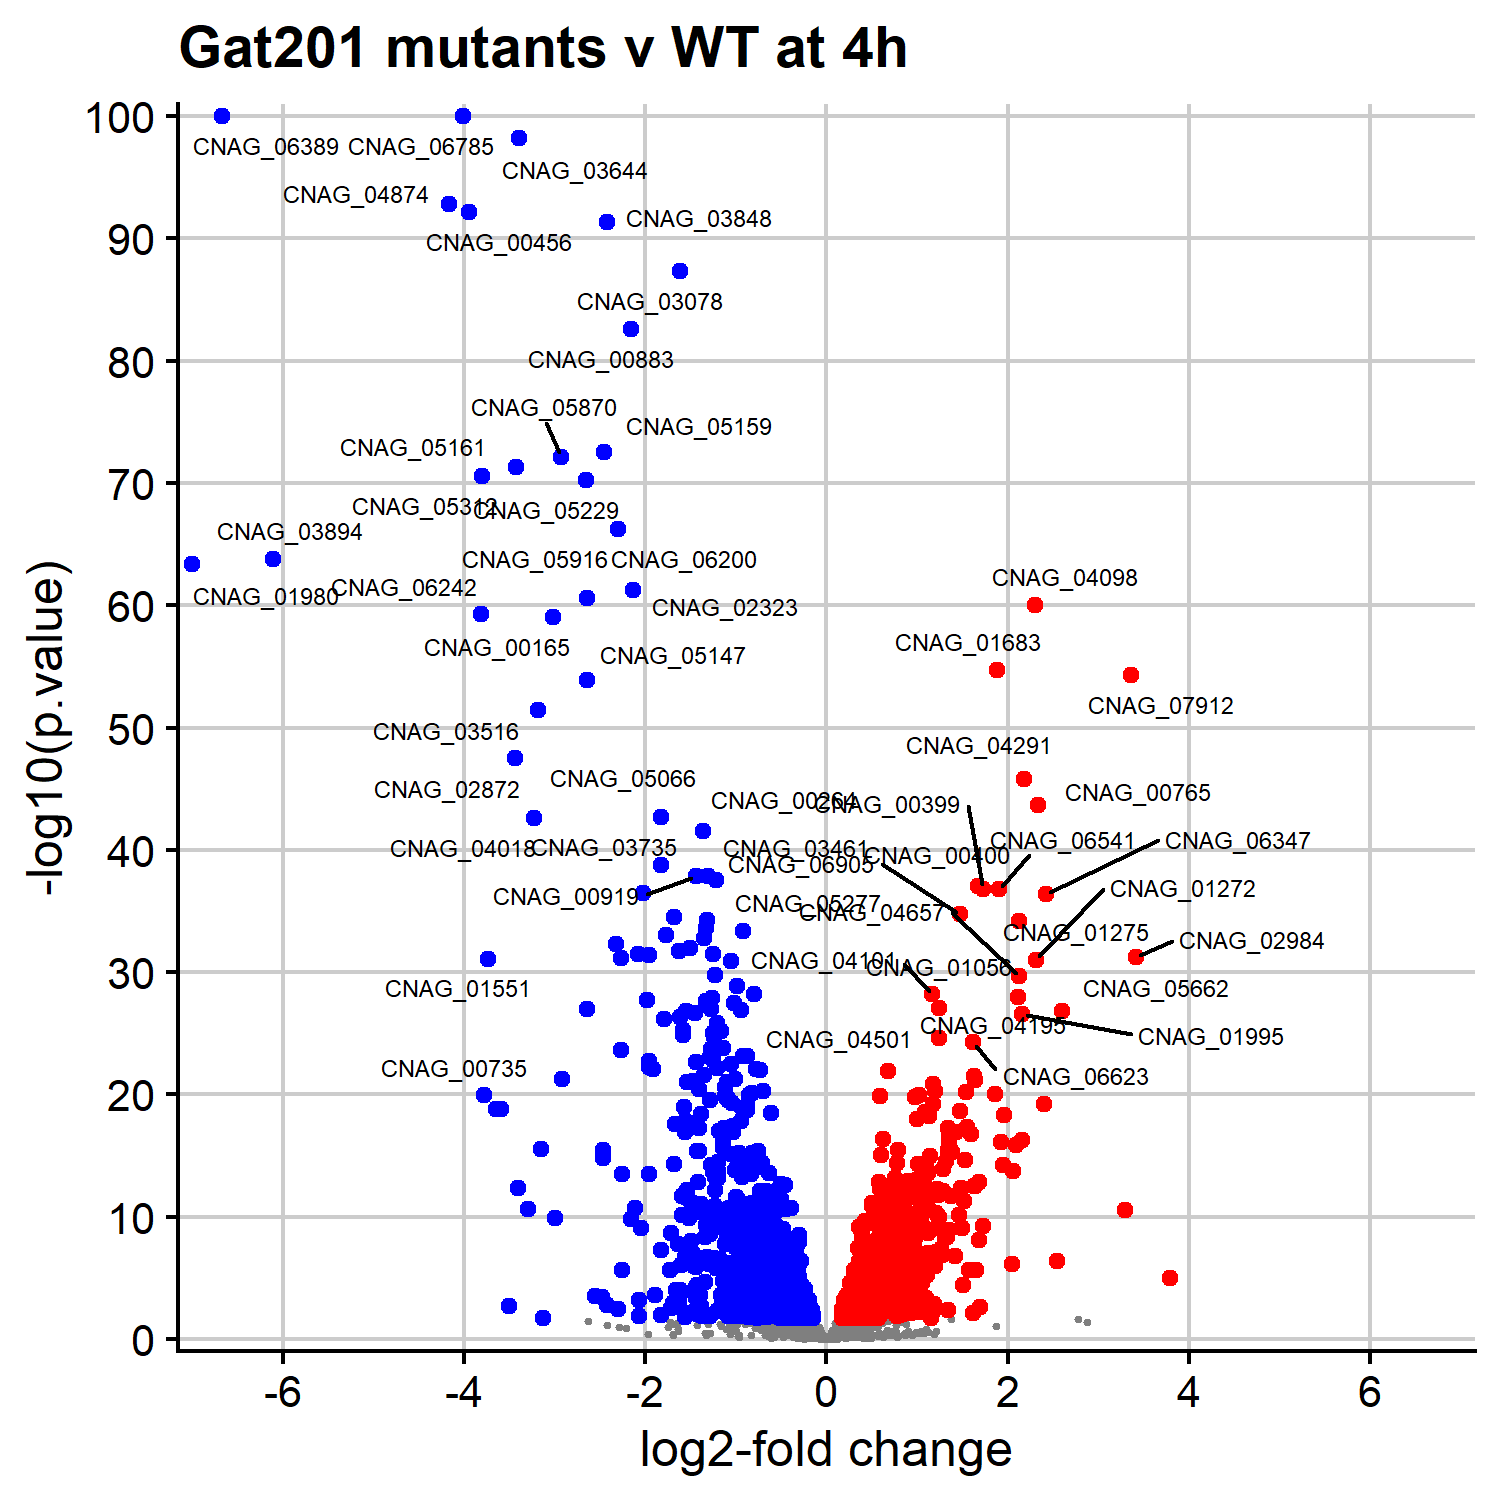 Gat201 mutants v WT at 4h
100
90
80
70
60
50
40
30
20
10
0
-log10(p.value)
CNAG_06389
CNAG_06785
CNAG_03644
CNAG_04874
CNAG_03848
CNAG_00456
CNAG_03078
CNAG_00883
CNAG_05870
CNAG_05159
CNAG_05161
CNAG_05312
CNAG_05229
CNAG_03894
CNAG_05916
CNAG_06200
CNAG_04098
CNAG_01980
CNAG_06242
CNAG_02323
CNAG_00165
CNAG_01683
CNAG_05147
CNAG_07912
CNAG_03516
CNAG_04291
CNAG_05066
CNAG_02872
CNAG_00765
CNAG_00264
CNAG_00399
CNAG_06541
CNAG_06347
CNAG_04018
CNAG_03735
CNAG_03461
CNAG_00400
CNAG_06905
CNAG_01272
CNAG_00919
CNAG_05277
CNAG_04657
CNAG_01275
CNAG_02984
CNAG_04101
CNAG_01056
CNAG_01551
CNAG_05662
CNAG_04195
CNAG_04501
CNAG_01995
CNAG_00735
CNAG_06623
-6
-4
-2
0
2
4
6
log2-fold change